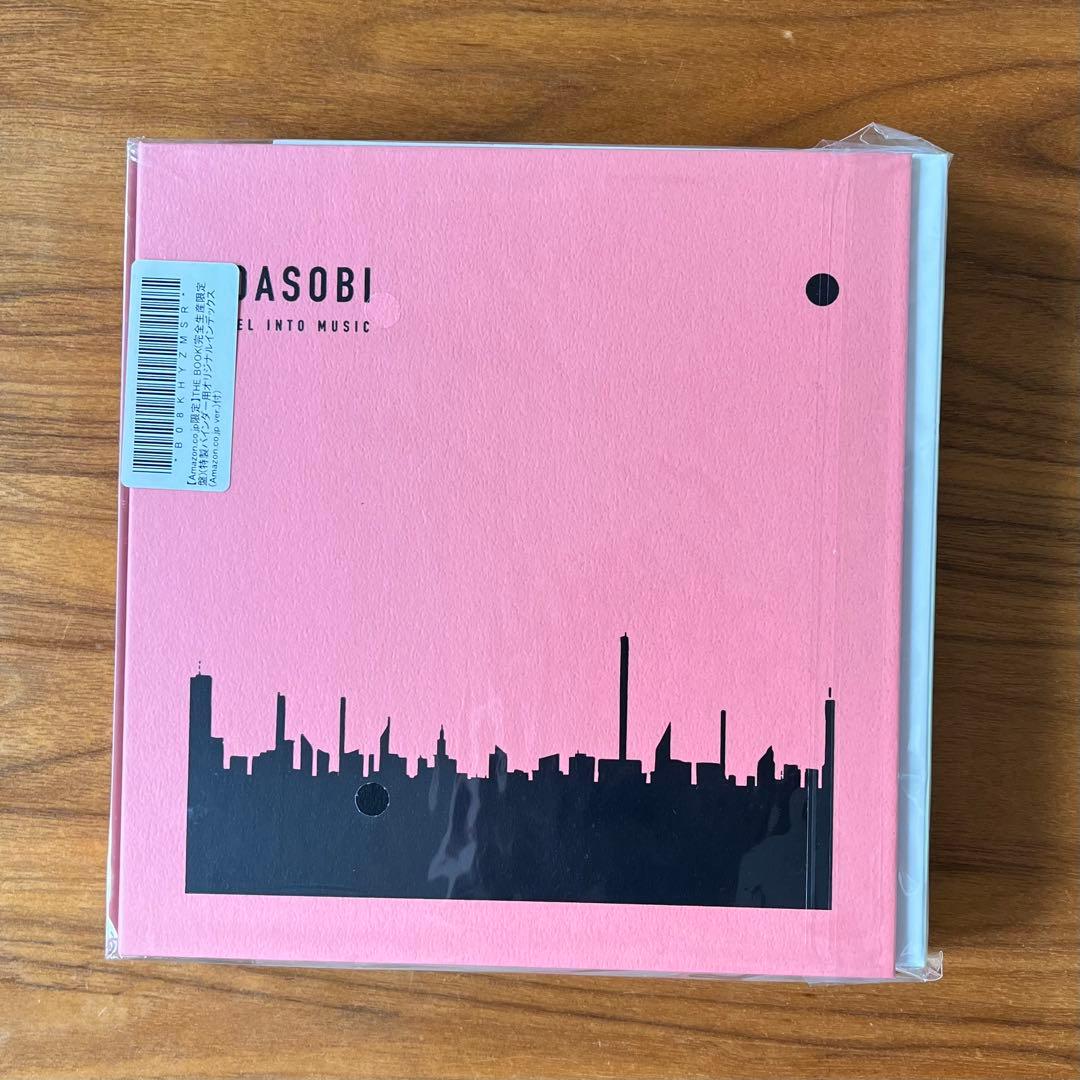 OASOBI
EL INTO MUSIC
*B08KHYZMSR*
【Amazon.co.jp限定】THE BOOK(完全生産限定
盤)(特製バインダー用オリジナルインデックス
(Amazon.co.jp ver.)付)